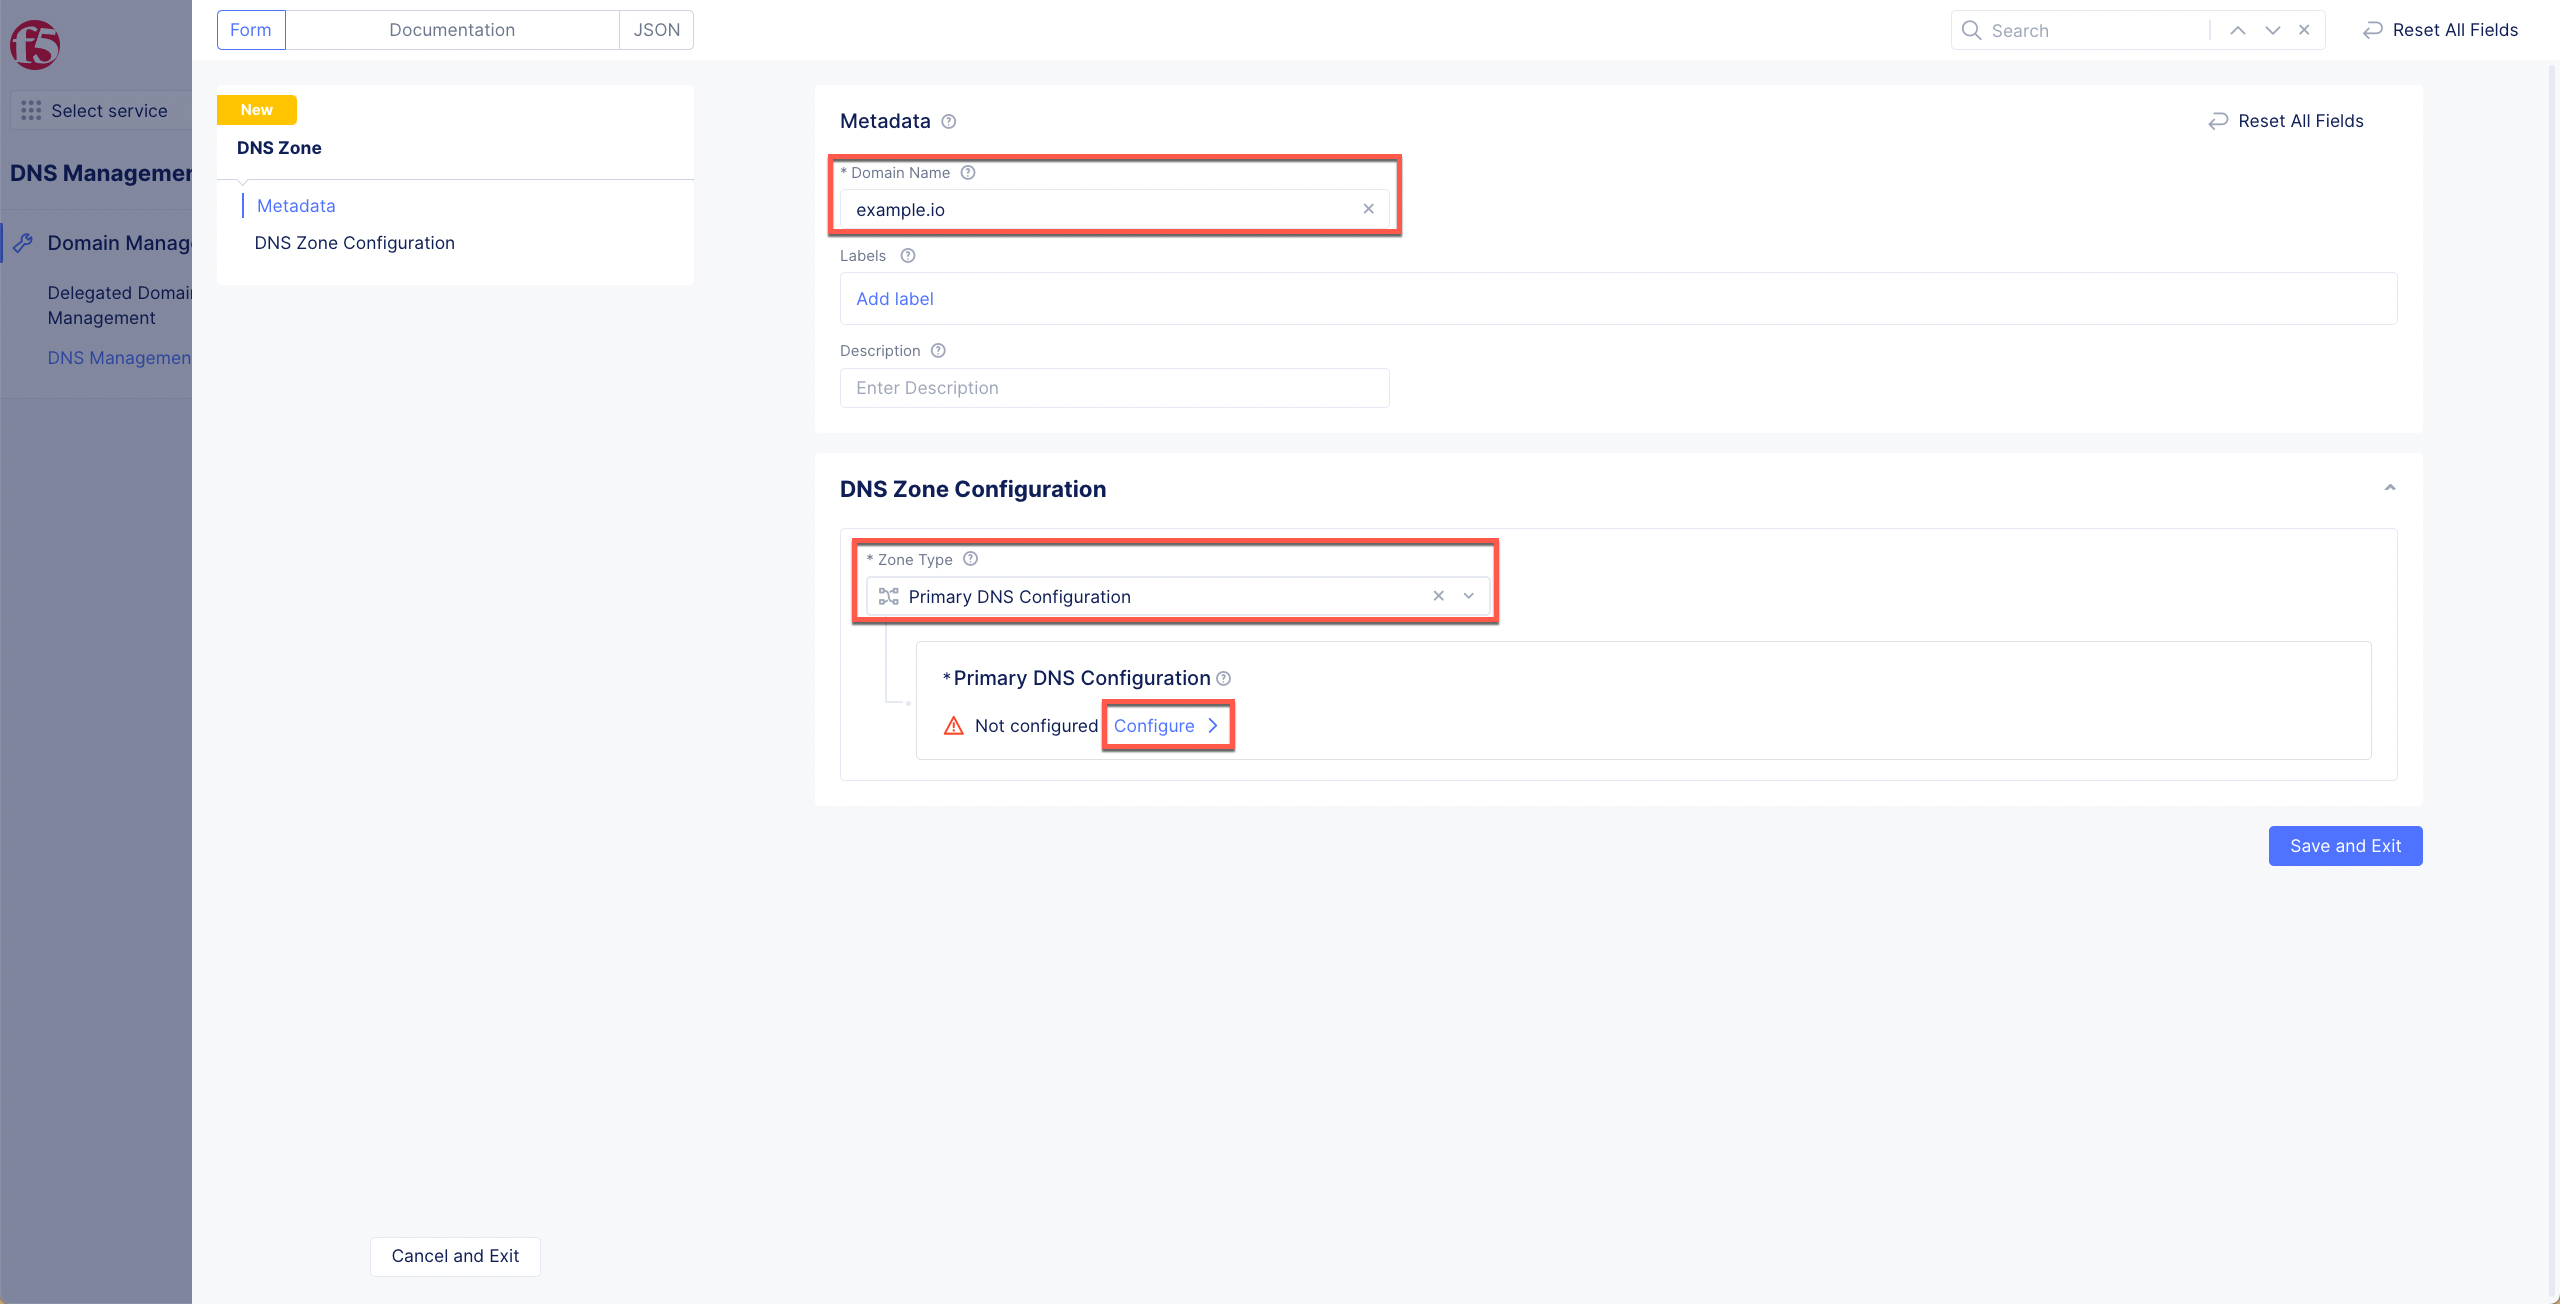 Form
Documentation
JSON
Search
Reset All Fields
f5
Select service
DNS Managemen
Domain Manag
Delegated Domai
Management
DNS Managemen
New
DNS Zone
Metadata
DNS Zone Configuration
Metadata
Reset All Fields
* Domain Name
example.io
Labels
Add label
Description
Enter Description
DNS Zone Configuration
* Zone Type
Primary DNS Configuration
* Primary DNS Configuration
Not configured Configure
Save and Exit
Cancel and Exit